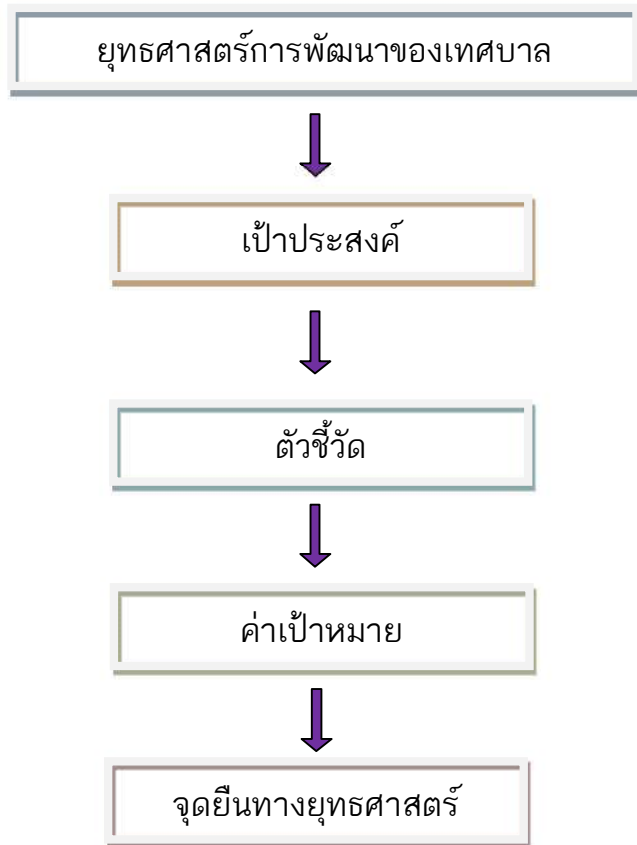 ยุทธศาสตร์การพัฒนาของเทศบาล
เป้าประสงค์
ตัวชี้วัด
ค่าเป้าหมาย
จุดยืนทางยุทธศาสตร์